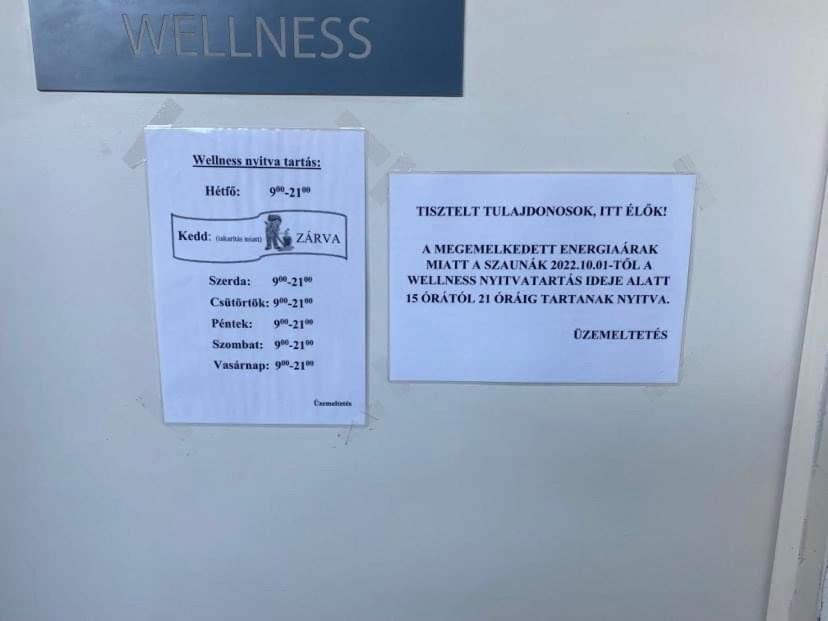 WELLNESS
Wellness nyitva tartás:
Hétfő: 9⁰⁰-21⁰⁰
Kedd: (takarítás miatt) ZÁRVA
Szerda: 9⁰⁰-21⁰⁰
Csütörtök: 9⁰⁰-21⁰⁰
Péntek: 9⁰⁰-21⁰⁰
Szombat: 9⁰⁰-21⁰⁰
Vasárnap: 9⁰⁰-21⁰⁰
Üzemeltetés
TISZTELT TULAJDONOSOK, ITT ÉLŐK!
A MEGEMELKEDETT ENERGIAÁRAK
MIATT A SZAUNÁK 2022.10.01-TŐL A
WELLNESS NYITVATARTÁS IDEJE ALATT
15 ÓRÁTÓL 21 ÓRÁIG TARTANAK NYITVA.
ÜZEMELTETÉS